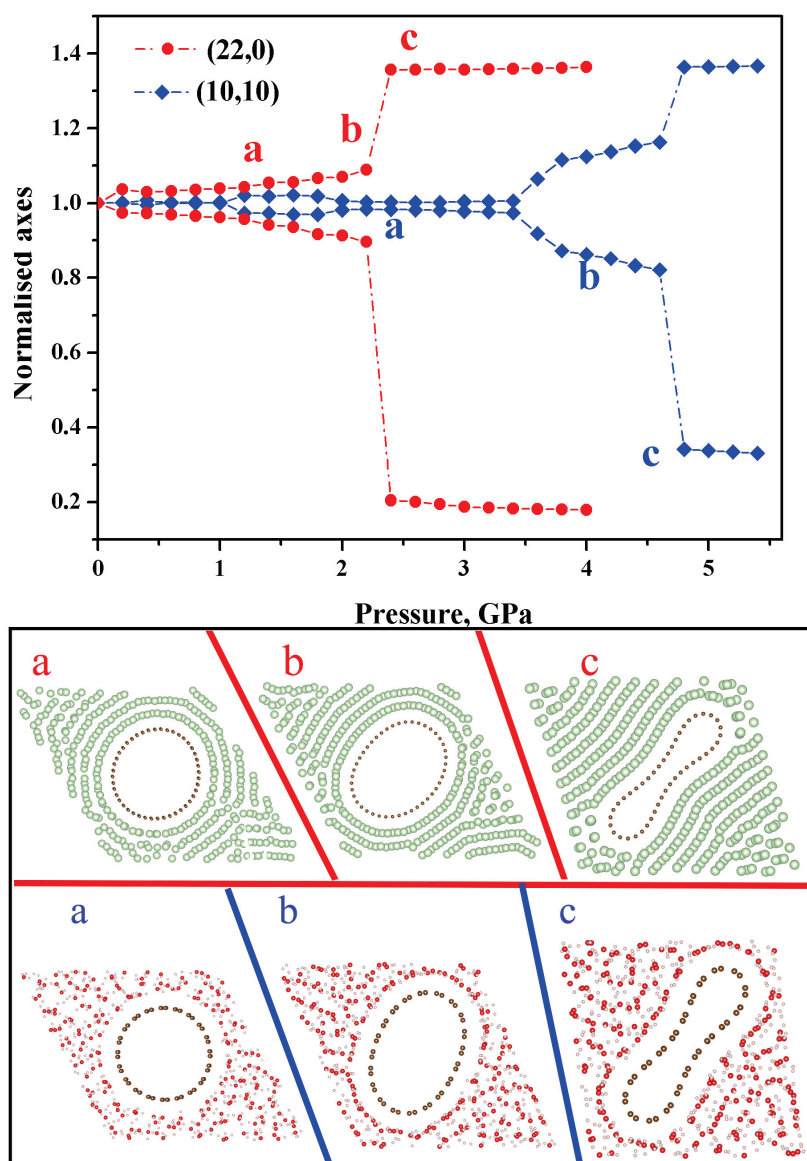 1.4
1.2
1.0
0.8
0.6
0.4
0.2
Normalised axes
(22,0)
(10,10)
c
b
a
a
b
c
0 1 2 3 4 5
Pressure, GPa
a b c
a b c